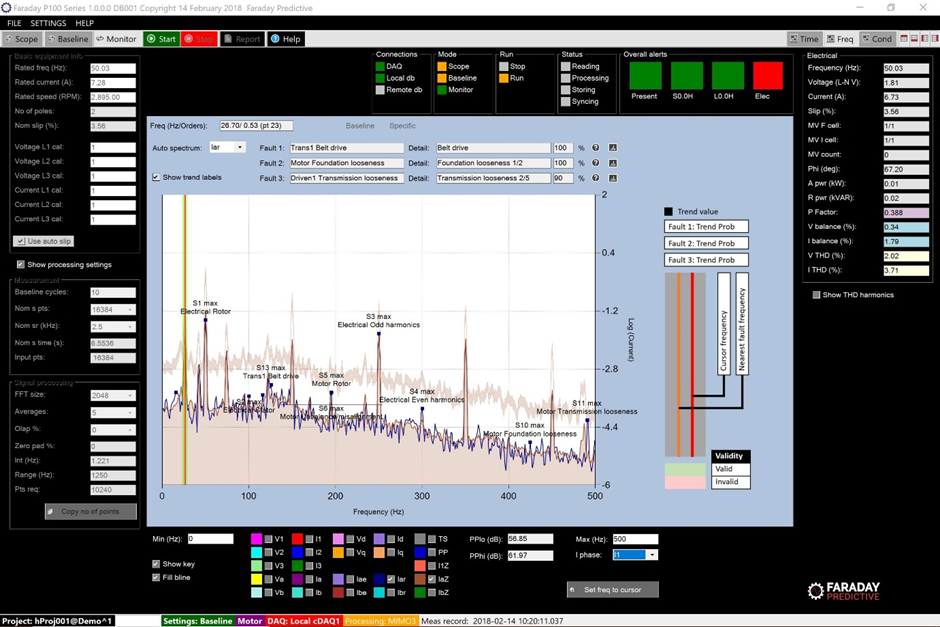 Faraday P100 Series 1.0.0.0 DB001 Copyright 14 February 2018 Faraday Predictive
FILE SETTINGS HELP
Scope Baseline Monitor Start Stop Report Help Time Freq Cond
Basic equipment info
Rated freq (Hz): 50.03
Rated current (A): 7.28
Rated speed (RPM): 2,895.00
No of poles: 2
Nom slip (%): 3.56
Voltage L1 cal: 1
Voltage L2 cal: 1
Voltage L3 cal: 1
Current L1 cal: 1
Current L2 cal: 1
Current L3 cal: 1
Use auto slip
Show processing settings
Measurement
Baseline cycles: 10
Nom s pts: 16384
Nom sr (kHz): 2.5
Nom s time (s): 6.5536
Input pts: 16384
Signal processing
FFT size: 2048
Averages: 5
Olap %: 0
Zero pad %: 0
Int (Hz): 1.221
Range (Hz): 1250
Pts req: 10240
Copy no of points
Connections
DAQ
Local db
Remote db
Mode
Scope
Baseline
Monitor
Run
Stop
Run
Status
Reading
Processing
Storing
Syncing
Overall alerts
Present S0.0H L0.0H Elec
Freq (Hz/Orders): 26.70/ 0.53 (pt 23) Baseline Specific
Auto spectrum: Iar Fault 1: Trans1 Belt drive Detail: Belt drive 100 %
Fault 2: Motor Foundation looseness Detail: Foundation looseness 1/2 100 %
Show trend labels Fault 3: Driven1 Transmission looseness Detail: Transmission looseness 2/5 90 %
2
-0.4
-1.2
-2.8
-4.4
-6
Log (Current)
S1 max
Electrical Rotor
S3 max
Electrical Odd harmonics
S13 max
Trans1 Belt drive
S5 max
Motor Rotor
S4 max
Electrical Even harmonics
S6 max
S11 max
Motor Transmission looseness
S10 max
Motor Foundation looseness
0 100 200 300 400 500
Frequency (Hz)
Trend value
Fault 1: Trend Prob
Fault 2: Trend Prob
Fault 3: Trend Prob
Cursor frequency
Nearest fault frequency
Validity
Valid
Invalid
Min (Hz): 0
Show key
Fill bline
V1 I1 Vd Id TS
V2 I2 Vq Iq PP
V3 I3 I1Z
Va Ia Iae Iar IaZ
Vb Ib Ibe Ibr IbZ
PPlo (dB): 56.85
PPhi (dB): 61.97
Max (Hz): 500
I phase: I1
Set freq to cursor
Electrical
Frequency (Hz): 50.03
Voltage (L-N V): 1.81
Current (A): 6.73
Slip (%): 3.56
MV F cell: 1/1
MV I cell: 1/1
MV count: 0
Phi (deg): 67.20
A pwr (kW): 0.01
R pwr (kVAR): 0.02
P Factor: 0.388
V balance (%): 0.34
I balance (%): 1.79
V THD (%): 2.02
I THD (%): 3.71
Show THD harmonics
FARADAY
PREDICTIVE
Project: hProj001@Demo^1 Settings: Baseline Motor DAQ: Local cDAQ1 Processing: MIMO3 Meas record: 2018-02-14 10:20:11.037